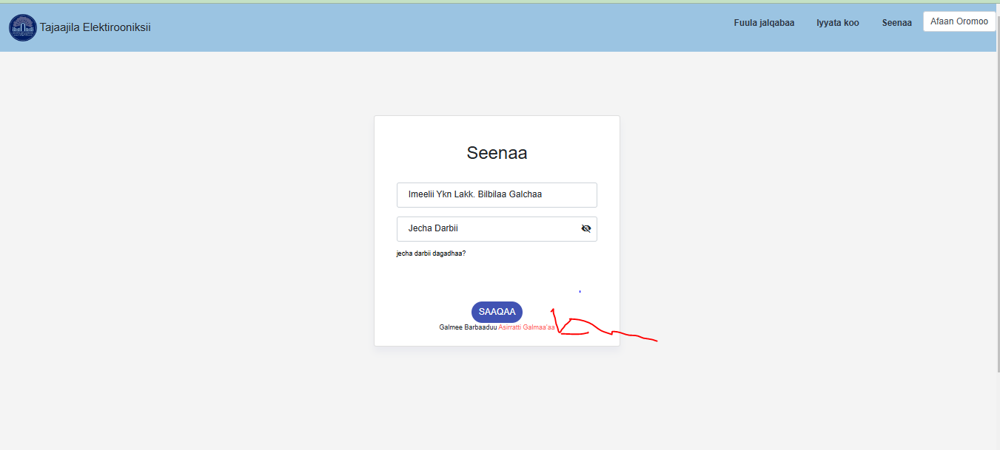 Tajaajila Elektirooniksii
Fuula jalqabaa
Iyyata koo
Seenaa
Afaan Oromoo
Seenaa
Imeelii Ykn Lakk. Bilbilaa Galchaa
Jecha Darbii
jecha darbii dagadhaa?
SAAQAA
Galmee Barbaaduu Asirratti Galmaa'aa